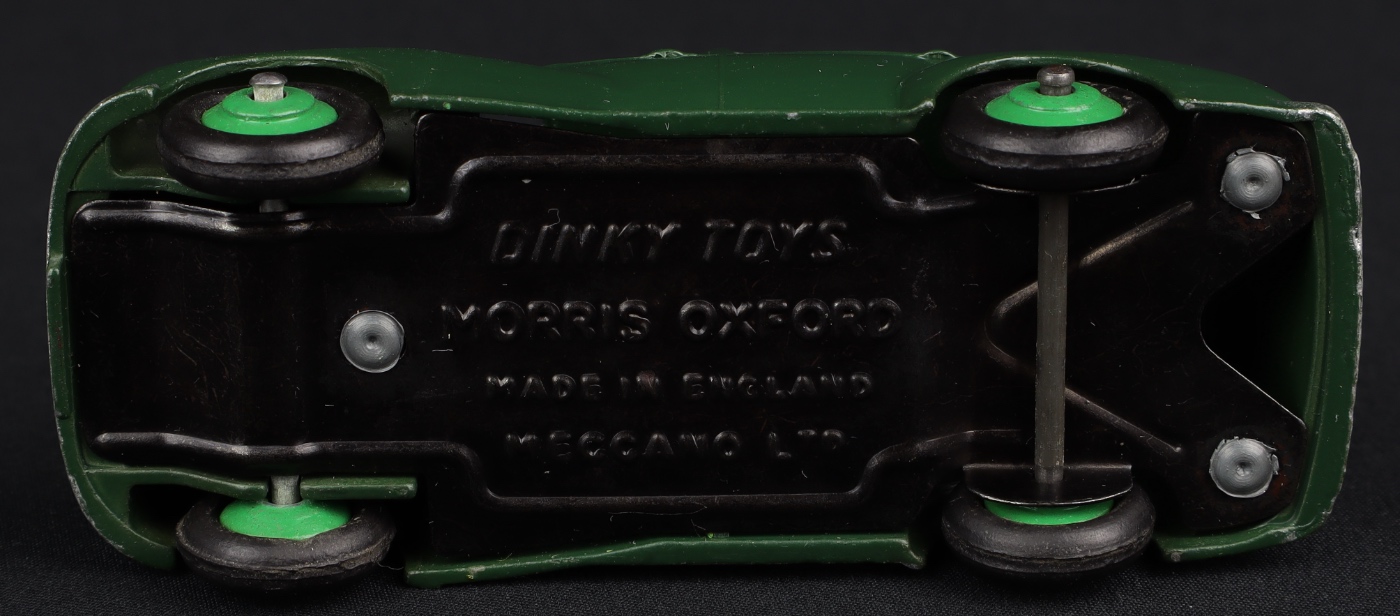 DINKY TOYS
MORRIS OXFORD
MADE IN ENGLAND
MECCANO LTD